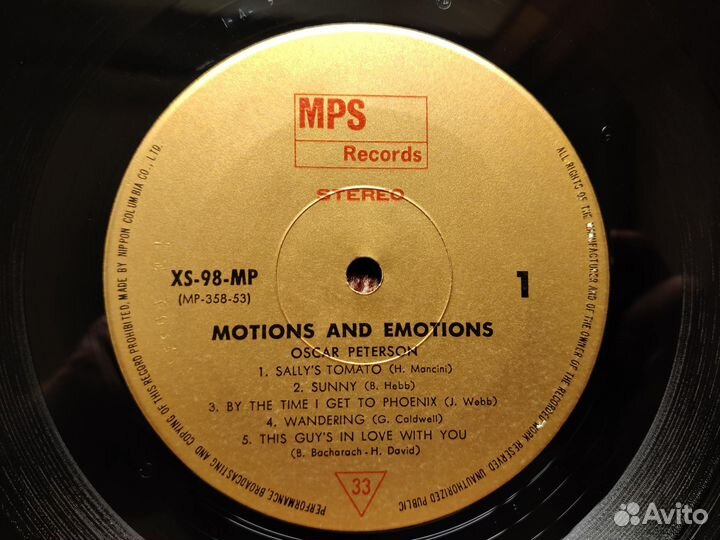 MPS
Records
STEREO
XS-98-MP
(MP-358-53)
1
MOTIONS AND EMOTIONS
OSCAR PETERSON
1. SALLY'S TOMATO (H. Mancini)
2. SUNNY (B. Hebb)
3. BY THE TIME I GET TO PHOENIX (J. Webb)
4. WANDERING (G. Caldwell)
5. THIS GUY'S IN LOVE WITH YOU
(B. Bacharach - H. David)
33
ALL RIGHTS OF THE MANUFACTURER AND OF THE OWNER OF THE RECORDED WORK RESERVED. UNAUTHORIZED PUBLIC PERFORMANCE, BROADCASTING AND COPYING OF THIS RECORD PROHIBITED. MADE BY NIPPON COLUMBIA CO., LTD.
Avito